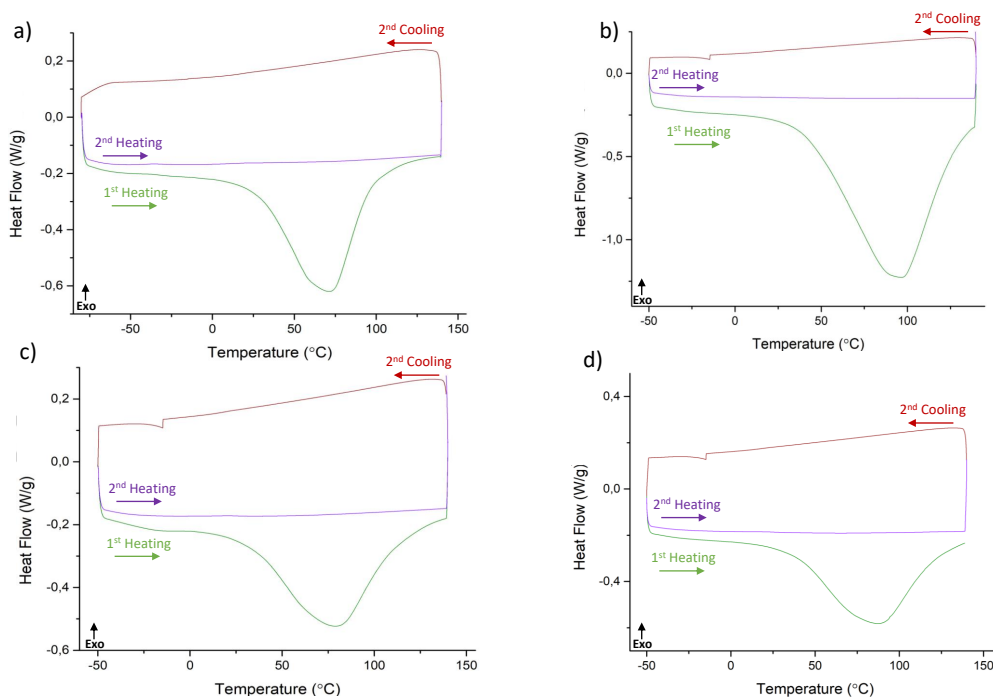 a)
2nd Cooling
0,2
0,0
-0,2
-0,4
-0,6
Heat Flow (W/g)
2nd Heating
1st Heating
Exo
-50
0
50
100
150
Temperature (°C)
b)
2nd Cooling
0,0
-0,5
-1,0
Heat Flow (W/g)
2nd Heating
1st Heating
Exo
-50
0
50
100
Temperature (°C)
c)
2nd Cooling
0,2
0,0
-0,2
-0,4
-0,6
Heat Flow (W/g)
2nd Heating
1st Heating
Exo
-50
0
50
100
150
Temperature (°C)
d)
2nd Cooling
0,4
0,0
-0,4
Heat Flow (W/g)
2nd Heating
1st Heating
Exo
-50
0
50
100
150
Temperature (°C)